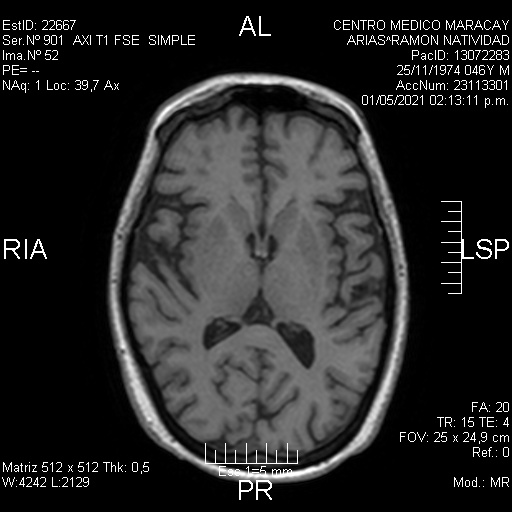 EstID: 22667
Ser.Nº 901 AXI T1 FSE SIMPLE
Ima.Nº 52
PE= --
NAq: 1 Loc: 39,7 Ax
AL
CENTRO MEDICO MARACAY
ARIAS^RAMON NATIVIDAD
PacID: 13072283
25/11/1974 046Y M
AccNum: 23113301
01/05/2021 02:13:11 p.m.
RIA
LSP
FA: 20
TR: 15 TE: 4
FOV: 25 x 24,9 cm
Ref.: 0
Matriz 512 x 512 Thk: 0,5
W:4242 L:2129
Esc 1=5 mm
PR
Mod.: MR